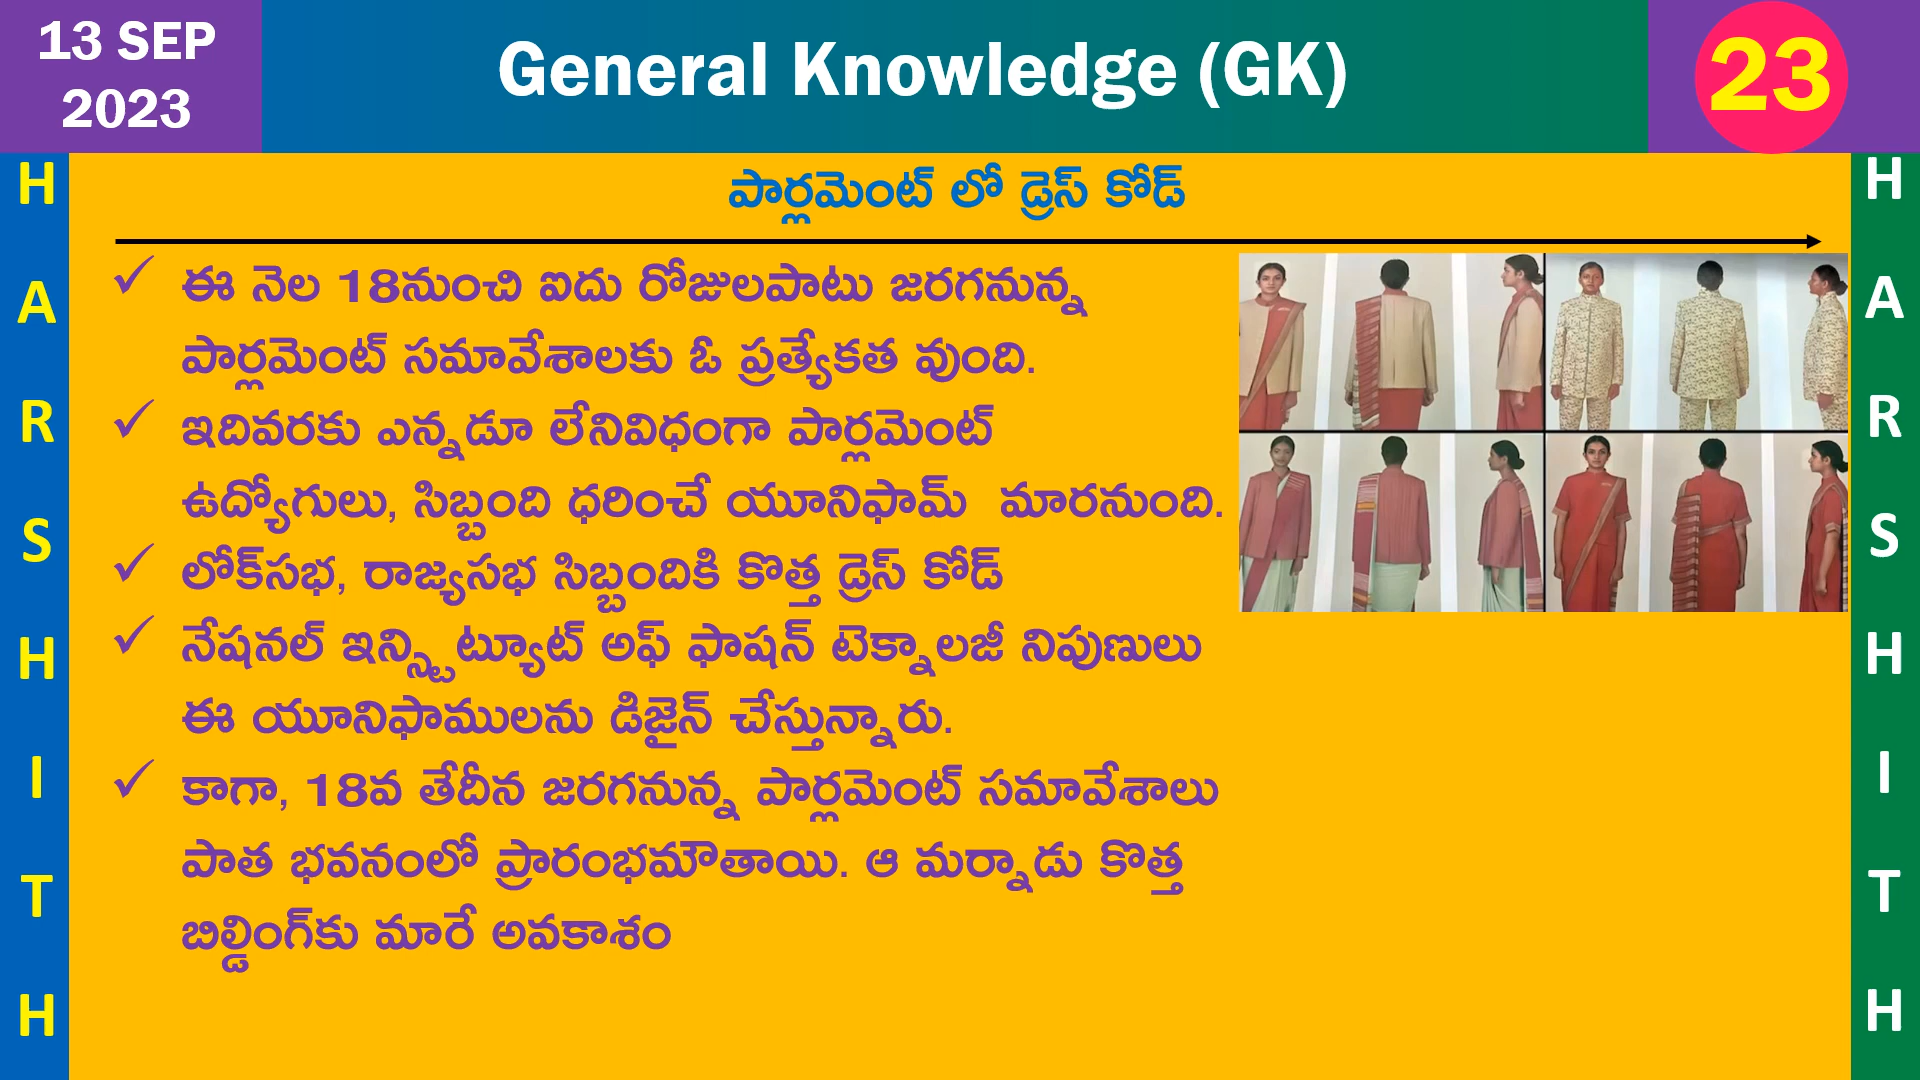 13 SEP
2023
General Knowledge (GK)
23
HARSHITH
HARSHITH
పార్లమెంట్ లో డ్రెస్ కోడ్
✓ ఈ నెల 18నుంచి ఐదు రోజులపాటు జరగనున్న
పార్లమెంట్ సమావేశాలకు ఓ ప్రత్యేకత వుంది.
✓ ఇదివరకు ఎన్నడూ లేనివిధంగా పార్లమెంట్
ఉద్యోగులు, సిబ్బంది ధరించే యూనిఫామ్ మారనుంది.
✓ లోక్‌సభ, రాజ్యసభ సిబ్బందికి కొత్త డ్రెస్ కోడ్
✓ నేషనల్ ఇన్స్టిట్యూట్ అఫ్ ఫాషన్ టెక్నాలజీ నిపుణులు
ఈ యూనిఫాములను డిజైన్ చేస్తున్నారు.
✓ కాగా, 18వ తేదీన జరగనున్న పార్లమెంట్ సమావేశాలు
పాత భవనంలో ప్రారంభమౌతాయి. ఆ మర్నాడు కొత్త
బిల్డింగ్‌కు మారే అవకాశం